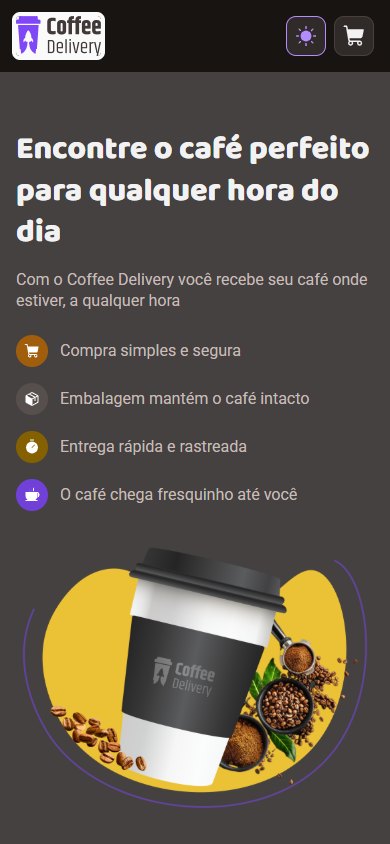 Coffee
Delivery
Encontre o café perfeito
para qualquer hora do
dia
Com o Coffee Delivery você recebe seu café onde
estiver, a qualquer hora
Compra simples e segura
Embalagem mantém o café intacto
Entrega rápida e rastreada
O café chega fresquinho até você
Coffee
Delivery